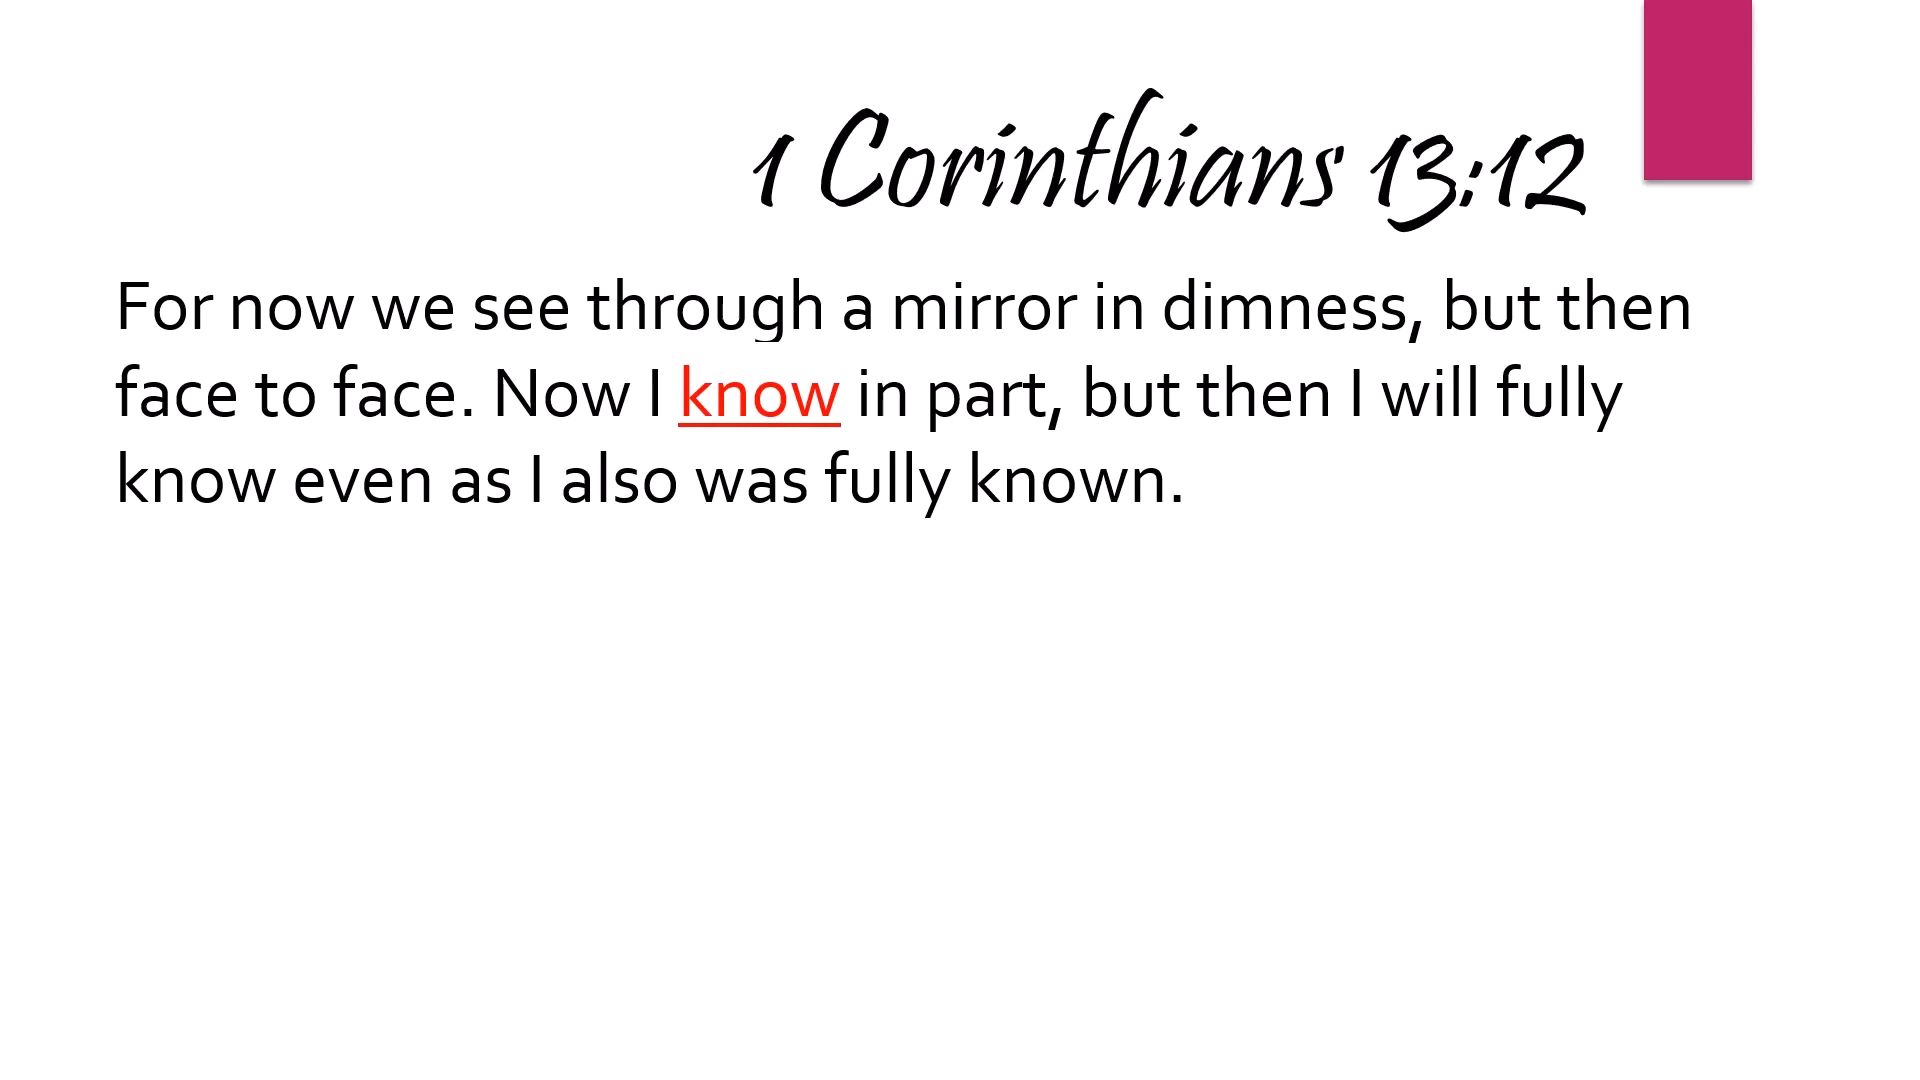 1 Corinthians 13:12
For now we see through a mirror in dimness, but then
face to face. Now I know in part, but then I will fully
know even as I also was fully known.